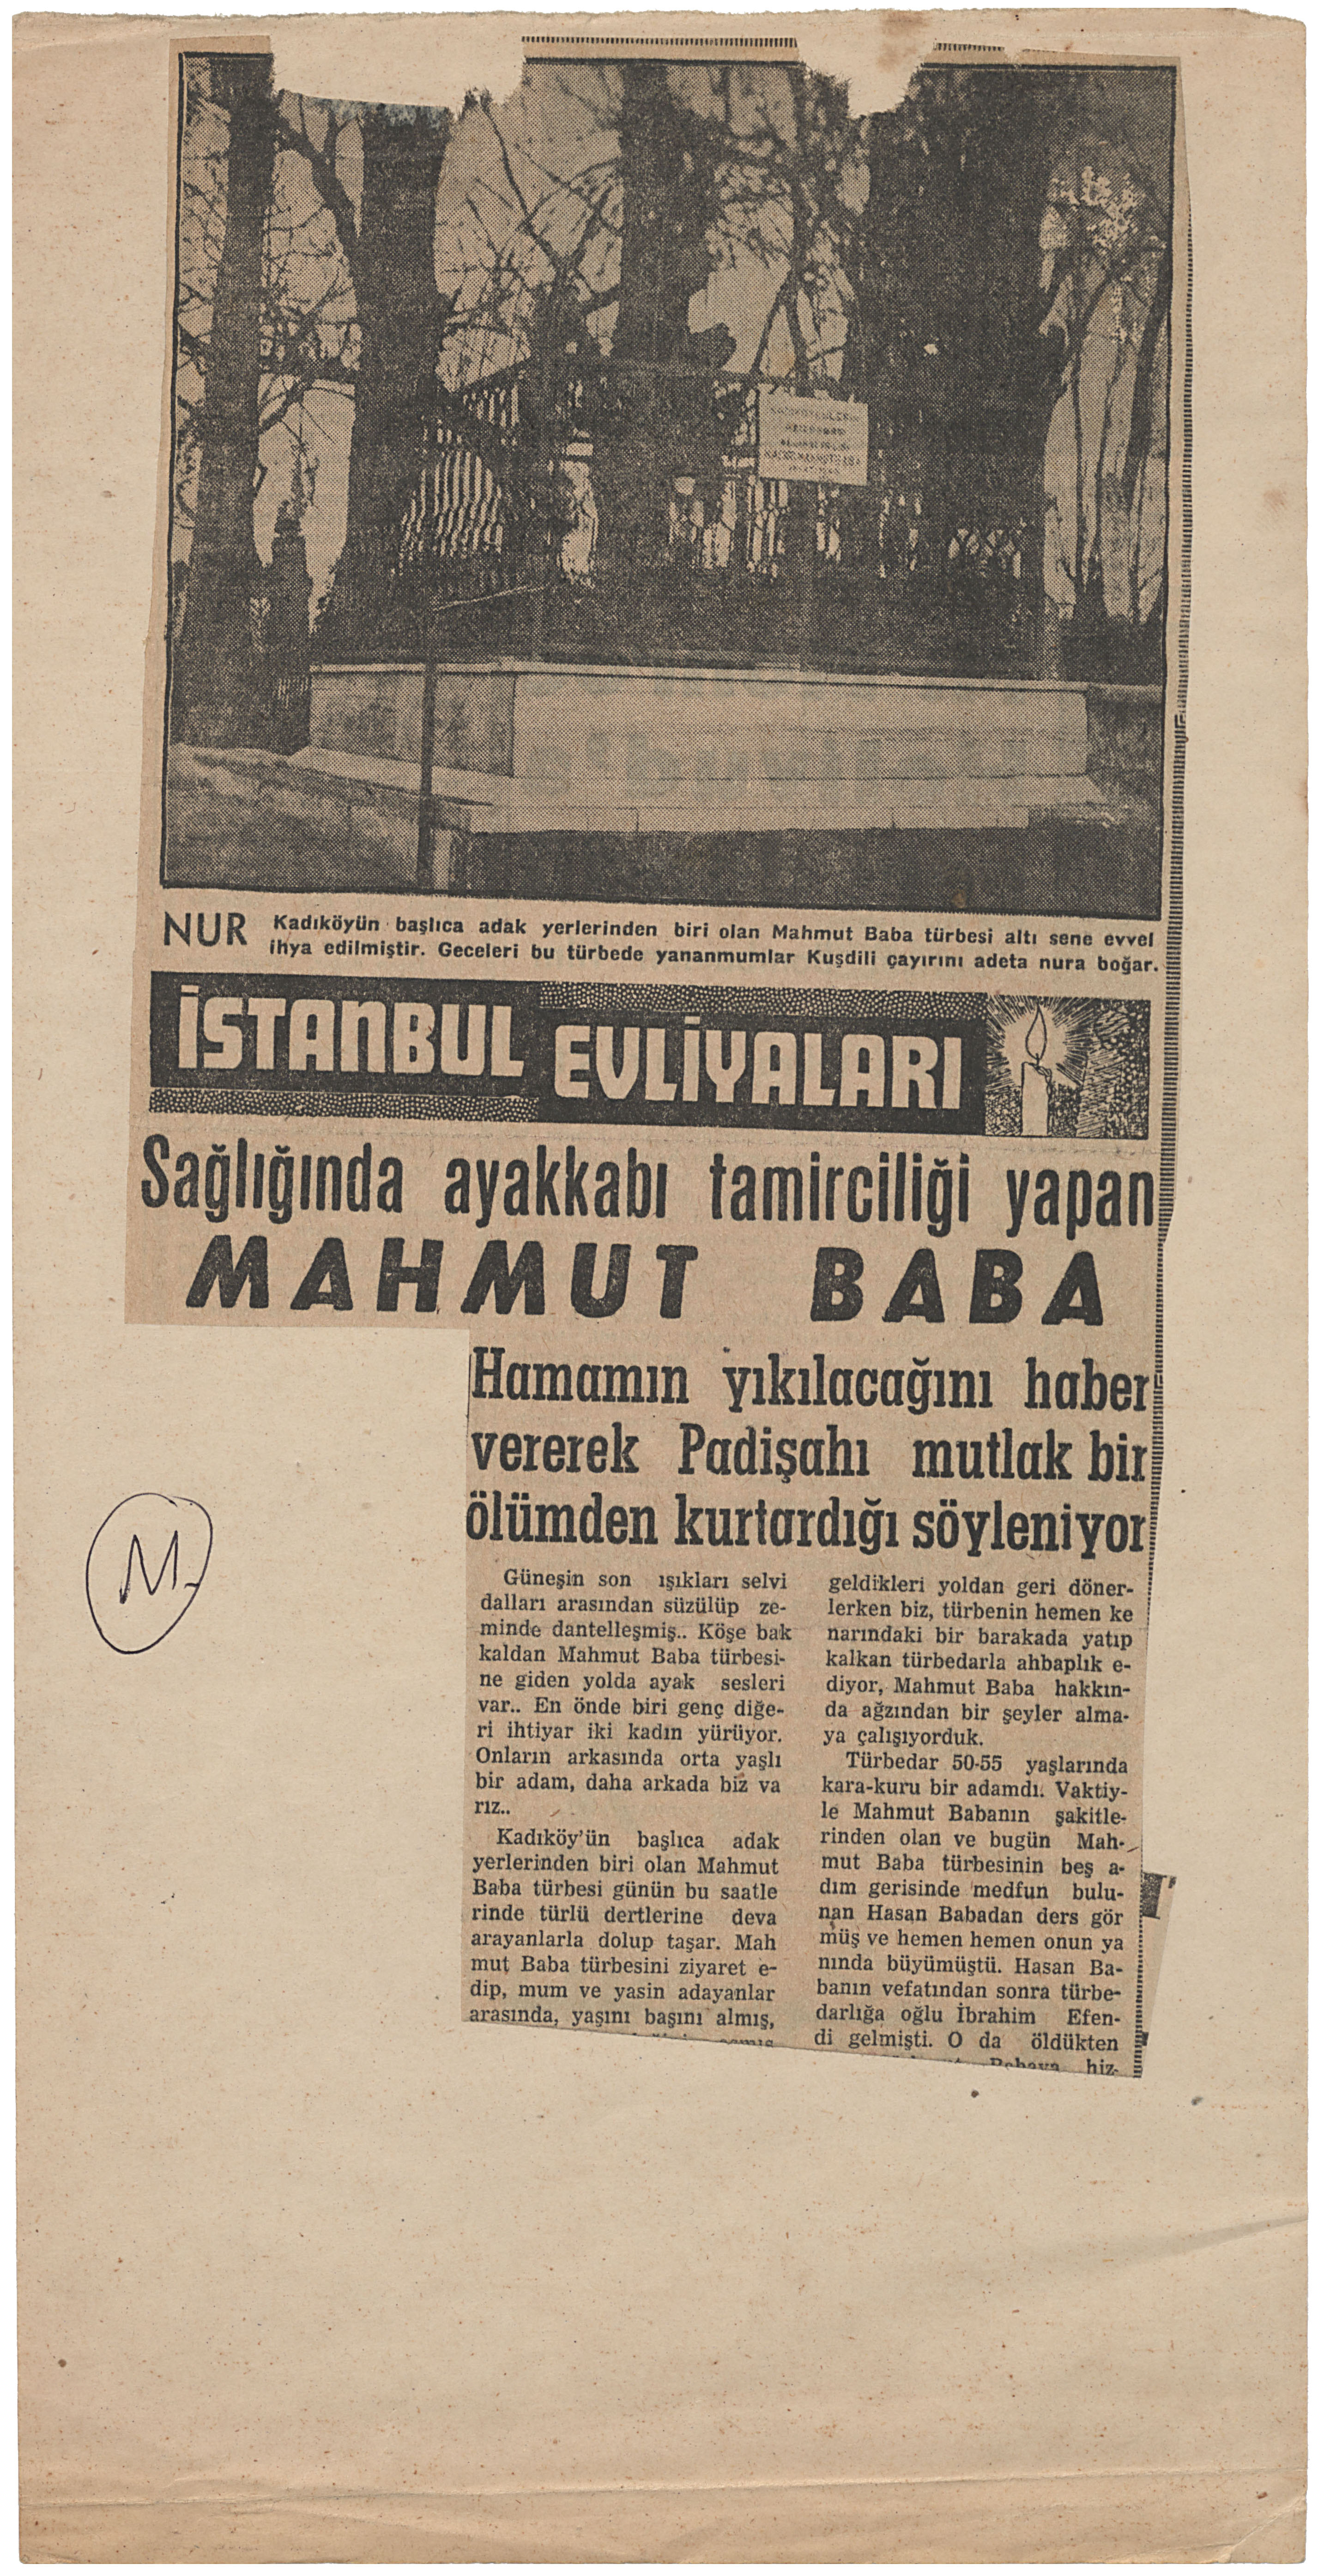 NUR Kadıköyün başlıca adak yerlerinden biri olan Mahmut Baba türbesi altı sene evvel
ihya edilmiştir. Geceleri bu türbede yananmumlar Kuşdili çayırını adeta nura boğar.
İSTANBUL EVLİYALARI
Sağlığında ayakkabı tamirciliği yapan
MAHMUT BABA
Hamamın yıkılacağını haber
vererek Padişahı mutlak bir
ölümden kurtardığı söyleniyor
M.
Güneşin son ışıkları selvi
dalları arasından süzülüp ze-
minde dantelleşmiş.. Köşe bak
kaldan Mahmut Baba türbesi-
ne giden yolda ayak sesleri
var.. En önde biri genç diğe-
ri ihtiyar iki kadın yürüyor.
Onların arkasında orta yaşlı
bir adam, daha arkada biz va
rız..
Kadıköy'ün başlıca adak
yerlerinden biri olan Mahmut
Baba türbesi günün bu saatle
rinde türlü dertlerine deva
arayanlarla dolup taşar. Mah
mut Baba türbesini ziyaret e-
dip, mum ve yasin adayanlar
arasında, yaşını başını almış,
geldikleri yoldan geri döner-
lerken biz, türbenin hemen ke
narındaki bir barakada yatıp
kalkan türbedarla ahbaplık e-
diyor, Mahmut Baba hakkın-
da ağzından bir şeyler alma-
ya çalışıyorduk.
Türbedar 50-55 yaşlarında
kara-kuru bir adamdı. Vaktiy-
le Mahmut Babanın şakitle-
rinden olan ve bugün Mah-
mut Baba türbesinin beş a-
dım gerisinde medfun bulu-
nan Hasan Babadan ders gör
müş ve hemen hemen onun ya
nında büyümüştü. Hasan Ba-
banın vefatından sonra türbe-
darlığa oğlu İbrahim Efen-
di gelmişti. O da öldükten
Babaya hiz-